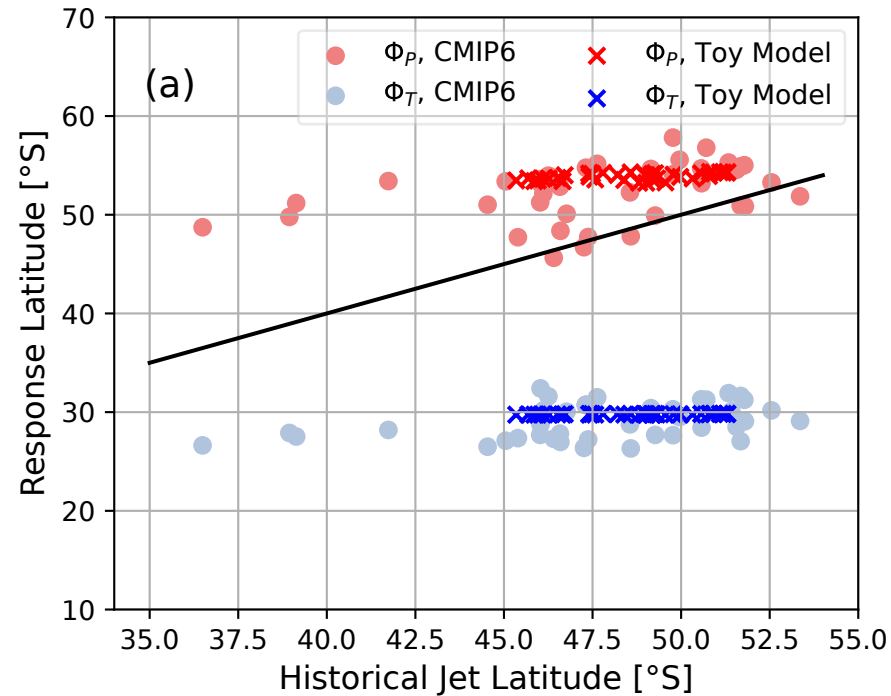 (a)
Φ_P, CMIP6
Φ_T, CMIP6
Φ_P, Toy Model
Φ_T, Toy Model
Response Latitude [°S]
70
60
50
40
30
20
10
35.0 37.5 40.0 42.5 45.0 47.5 50.0 52.5 55.0
Historical Jet Latitude [°S]